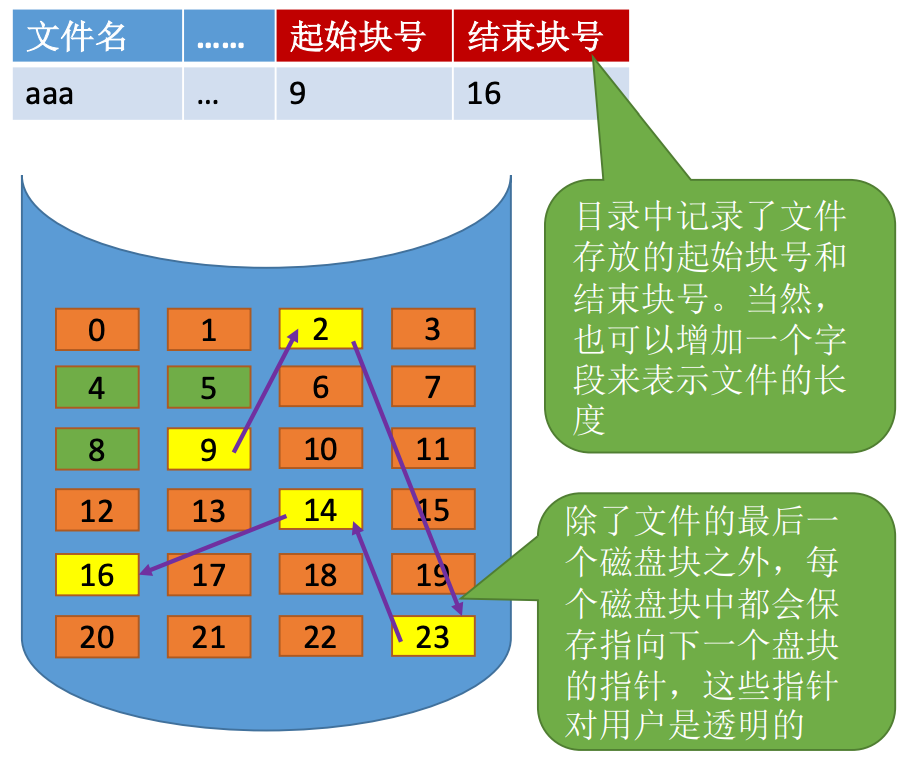 文件名 …… 起始块号 结束块号
aaa … 9 16
目录中记录了文件
存放的起始块号和
结束块号。当然，
也可以增加一个字
段来表示文件的长
度
0 1 2 3
4 5 6 7
8 9 10 11
12 13 14 15
16 17 18 19
20 21 22 23
除了文件的最后一
个磁盘块之外，每
个磁盘块中都会保
存指向下一个盘块
的指针，这些指针
对用户是透明的